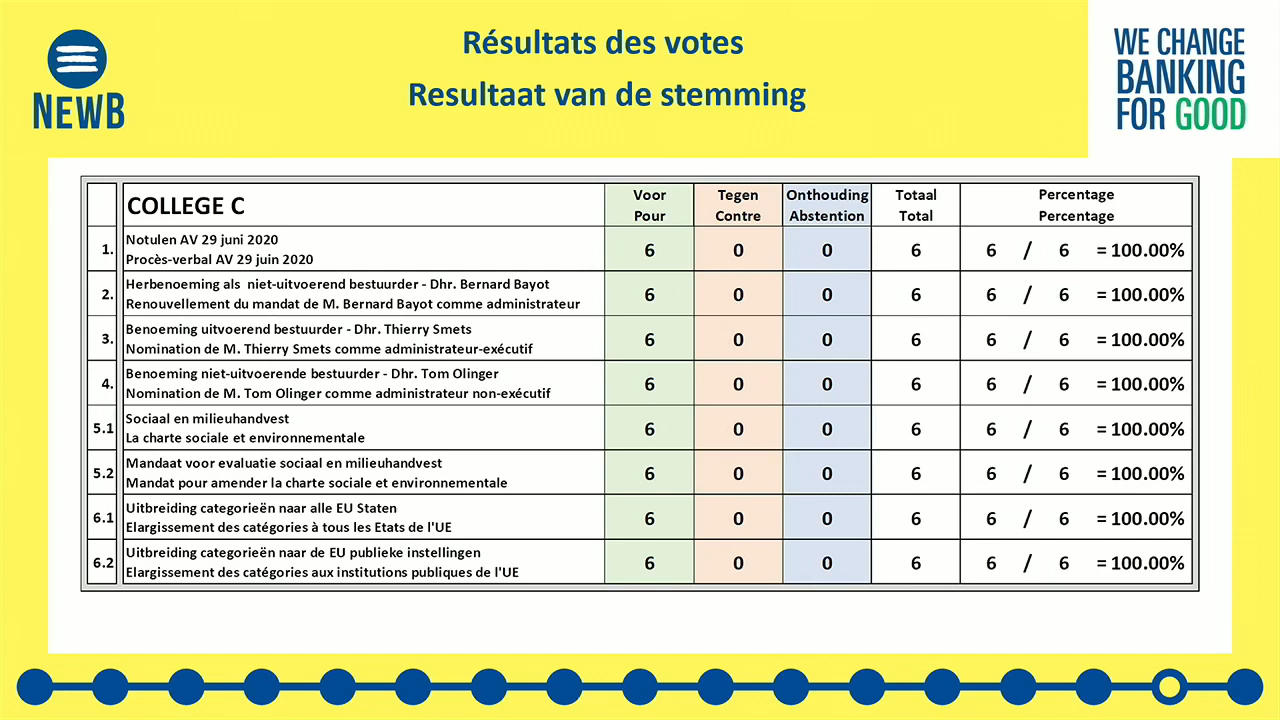 NEWB
Résultats des votes
Resultaat van de stemming
WE CHANGE
BANKING
FOR GOOD
COLLEGE C
Voor
Pour
Tegen
Contre
Onthouding
Abstention
Totaal
Total
Percentage
Percentage
1. Notulen AV 29 juni 2020
Procès-verbal AV 29 juin 2020
6 0 0 6 6 / 6 = 100.00%
2. Herbenoeming als niet-uitvoerend bestuurder - Dhr. Bernard Bayot
Renouvellement du mandat de M. Bernard Bayot comme administrateur
6 0 0 6 6 / 6 = 100.00%
3. Benoeming uitvoerend bestuurder - Dhr. Thierry Smets
Nomination de M. Thierry Smets comme administrateur-exécutif
6 0 0 6 6 / 6 = 100.00%
4. Benoeming niet-uitvoerende bestuurder - Dhr. Tom Olinger
Nomination de M. Tom Olinger comme administrateur non-exécutif
6 0 0 6 6 / 6 = 100.00%
5.1 Sociaal en milieuhandvest
La charte sociale et environnementale
6 0 0 6 6 / 6 = 100.00%
5.2 Mandaat voor evaluatie sociaal en milieuhandvest
Mandat pour amender la charte sociale et environnementale
6 0 0 6 6 / 6 = 100.00%
6.1 Uitbreiding categorieën naar alle EU Staten
Elargissement des catégories à tous les Etats de l'UE
6 0 0 6 6 / 6 = 100.00%
6.2 Uitbreiding categorieën naar de EU publieke instellingen
Elargissement des catégories aux institutions publiques de l'UE
6 0 0 6 6 / 6 = 100.00%